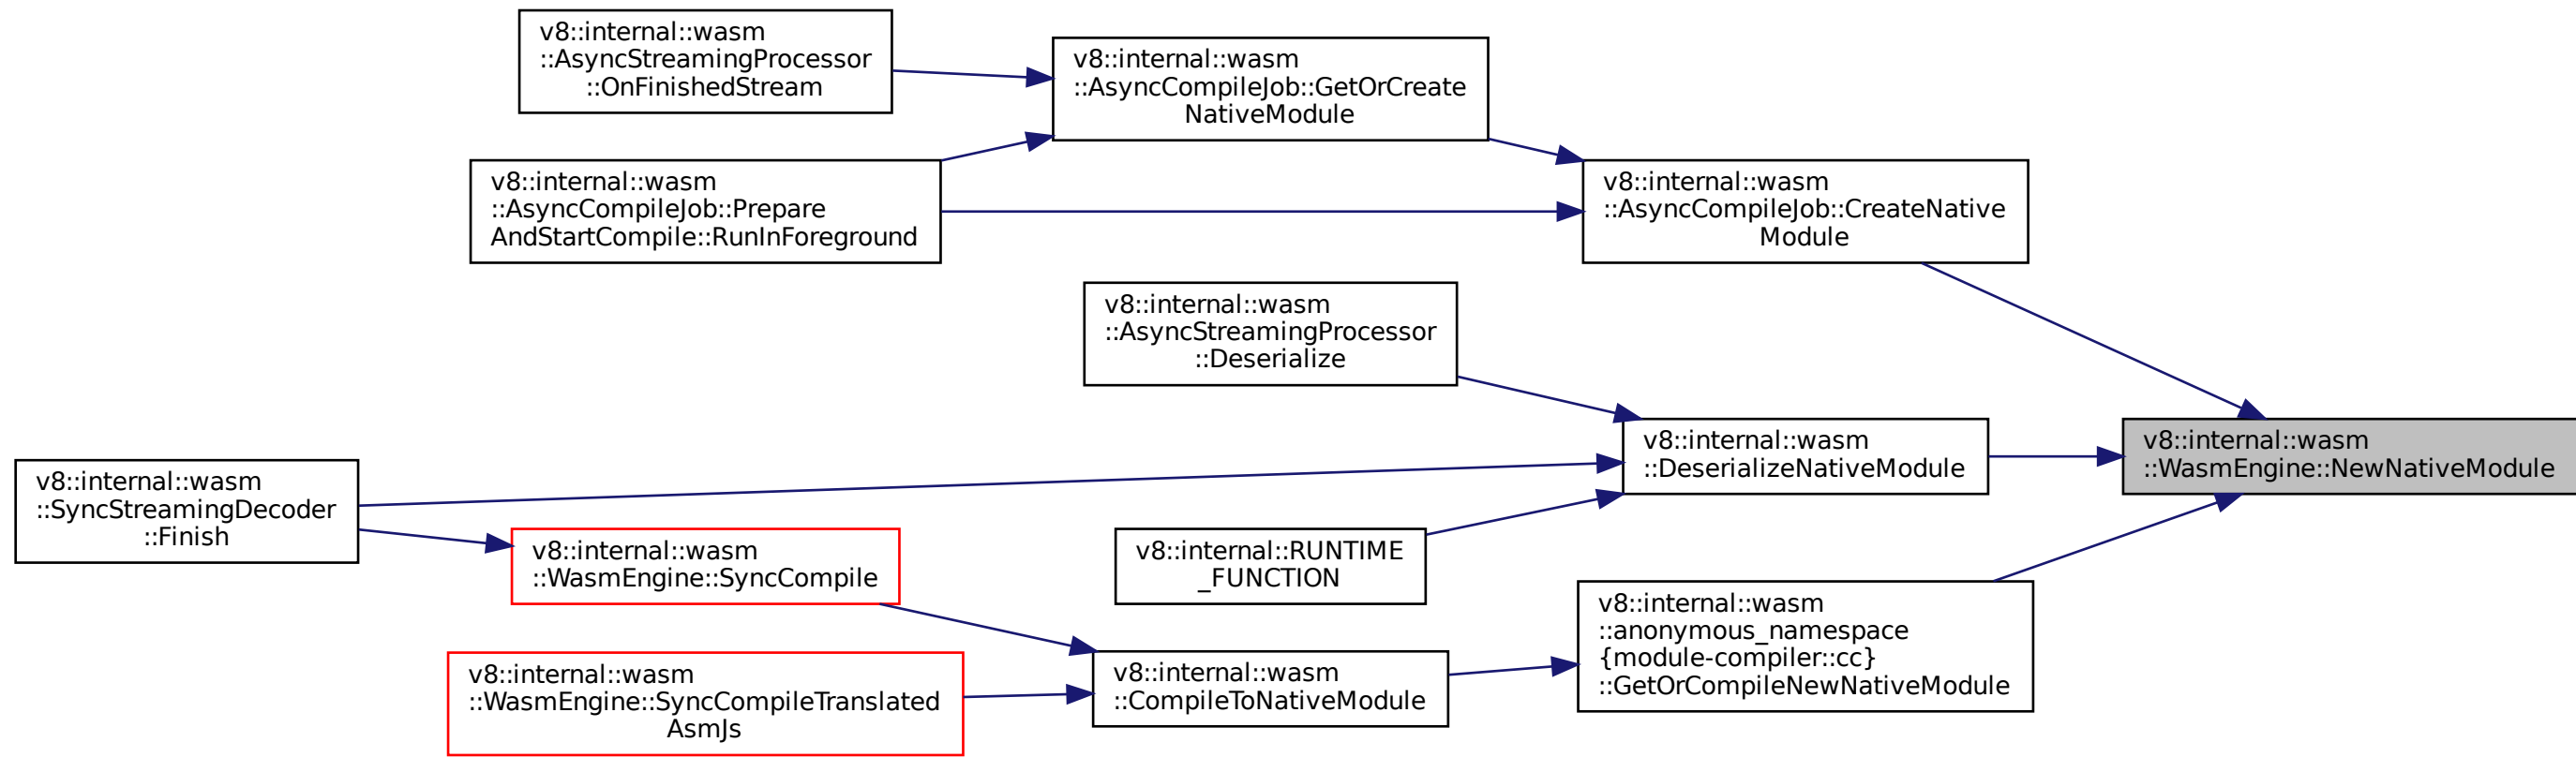 v8::internal::wasm
::AsyncStreamingProcessor
::OnFinishedStream
v8::internal::wasm
::AsyncCompileJob::GetOrCreate
NativeModule
v8::internal::wasm
::AsyncCompileJob::Prepare
AndStartCompile::RunInForeground
v8::internal::wasm
::AsyncCompileJob::CreateNative
Module
v8::internal::wasm
::AsyncStreamingProcessor
::Deserialize
v8::internal::wasm
::DeserializeNativeModule
v8::internal::wasm
::WasmEngine::NewNativeModule
v8::internal::wasm
::SyncStreamingDecoder
::Finish
v8::internal::wasm
::WasmEngine::SyncCompile
v8::internal::RUNTIME
_FUNCTION
v8::internal::wasm
::anonymous_namespace
{module-compiler::cc}
::GetOrCompileNewNativeModule
v8::internal::wasm
::WasmEngine::SyncCompileTranslated
AsmJs
v8::internal::wasm
::CompileToNativeModule